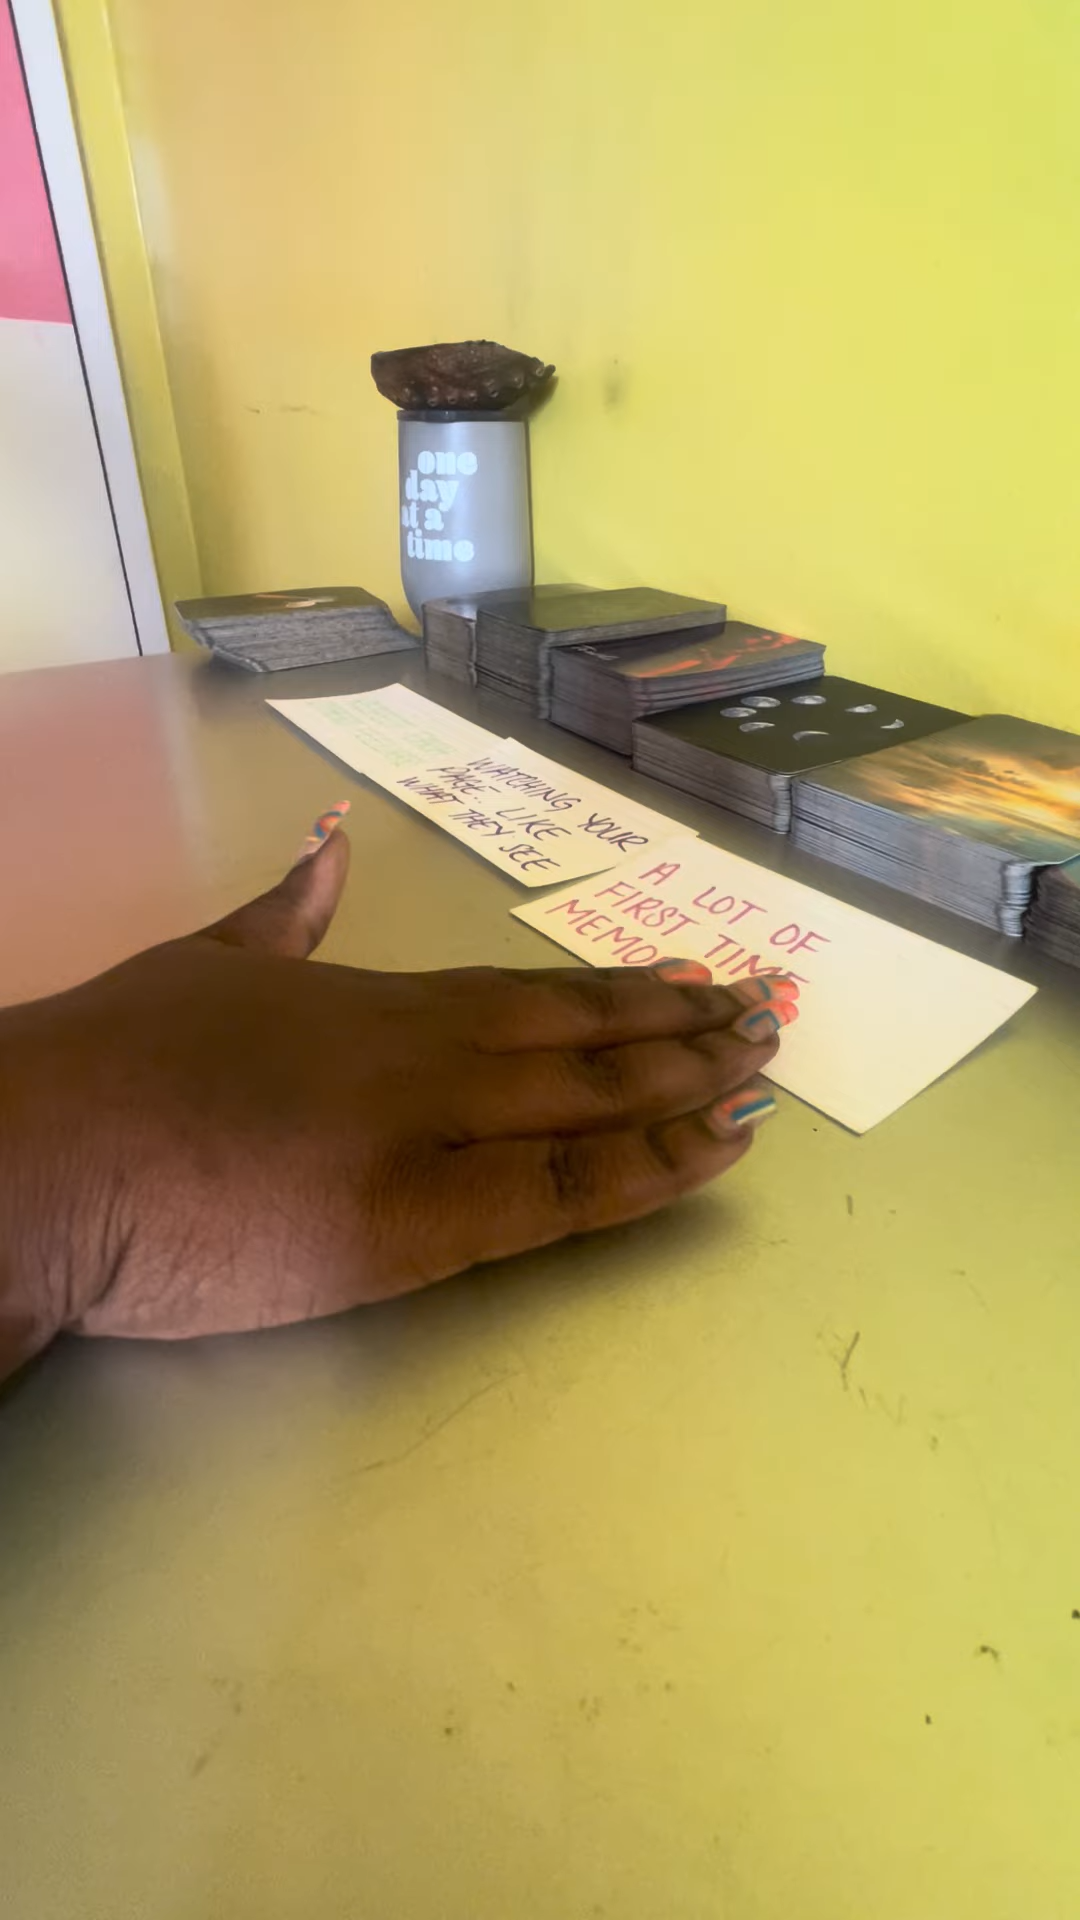 one
day
at a
time
WATCHING YOUR
PAGE.. LIKE
WHAT THEY SEE
A LOT OF
FIRST TIME